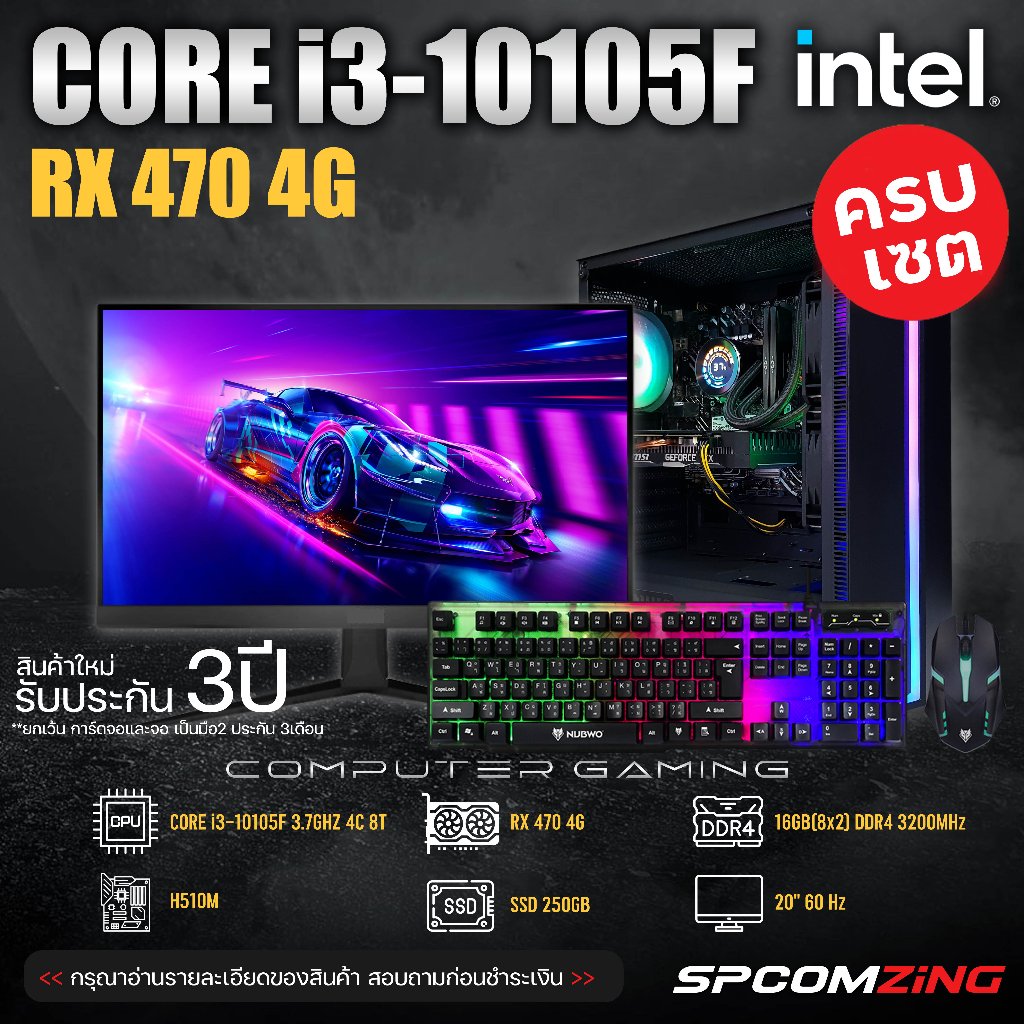 CORE i3-10105F
intel®
RX 470 4G
ครบ
เซต
GEFORCE
สินค้าใหม่
รับประกัน 3ปี
**ยกเว้น การ์ดจอและจอ เป็นมือ2 ประกัน 3เดือน
NUBWO
COMPUTER GAMING
CPU
CORE i3-10105F 3.7GHZ 4C 8T
RX 470 4G
DDR4
16GB(8x2) DDR4 3200MHz
H510M
SSD
SSD 250GB
20" 60 Hz
<< กรุณาอ่านรายละเอียดของสินค้า สอบถามก่อนชำระเงิน >>
SPCOMZiNG